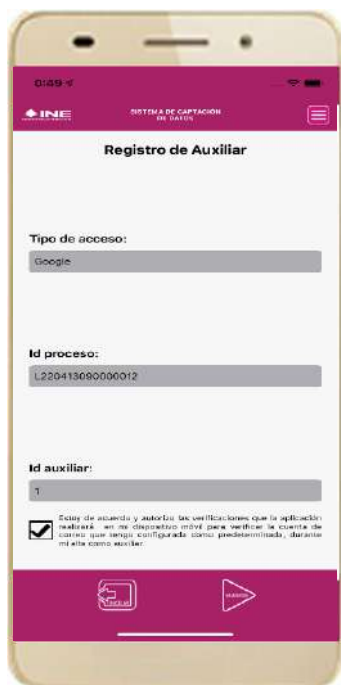 0:49
INE
SISTEMA DE CAPTACIÓN
DE DATOS
Registro de Auxiliar
Tipo de acceso:
Google
Id proceso:
L220413090000012
Id auxiliar:
1
Estoy de acuerdo y autorizo las verificaciones que la aplicación
realizará en mi dispositivo móvil para verificar la cuenta de
correo que tengo configurada como predeterminada, durante
mi alta como auxiliar.